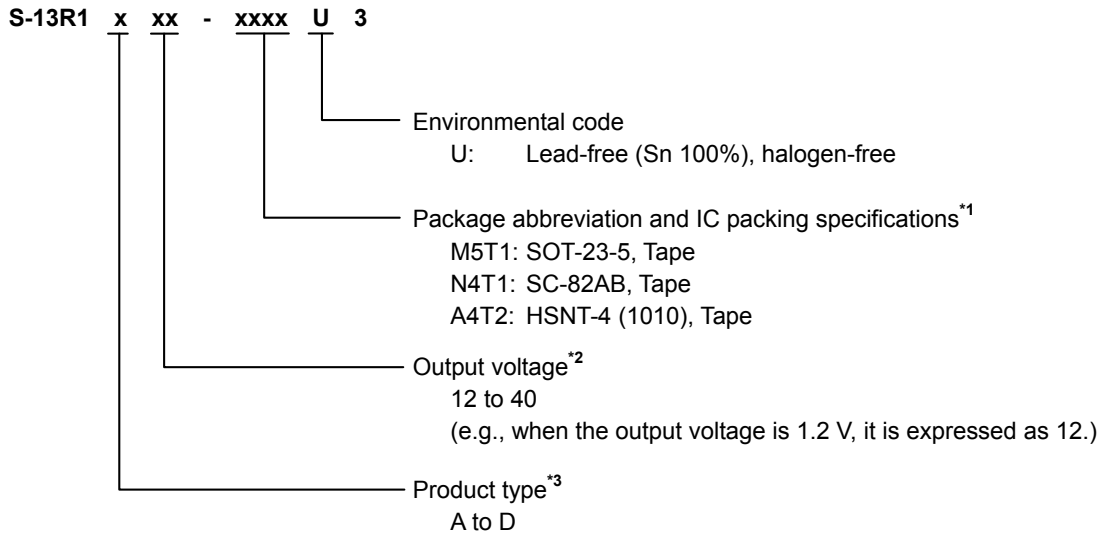 S-13R1 x xx - xxxx U 3
Environmental code
U: Lead-free (Sn 100%), halogen-free
Package abbreviation and IC packing specifications*1
M5T1: SOT-23-5, Tape
N4T1: SC-82AB, Tape
A4T2: HSNT-4 (1010), Tape
Output voltage*2
12 to 40
(e.g., when the output voltage is 1.2 V, it is expressed as 12.)
Product type*3
A to D